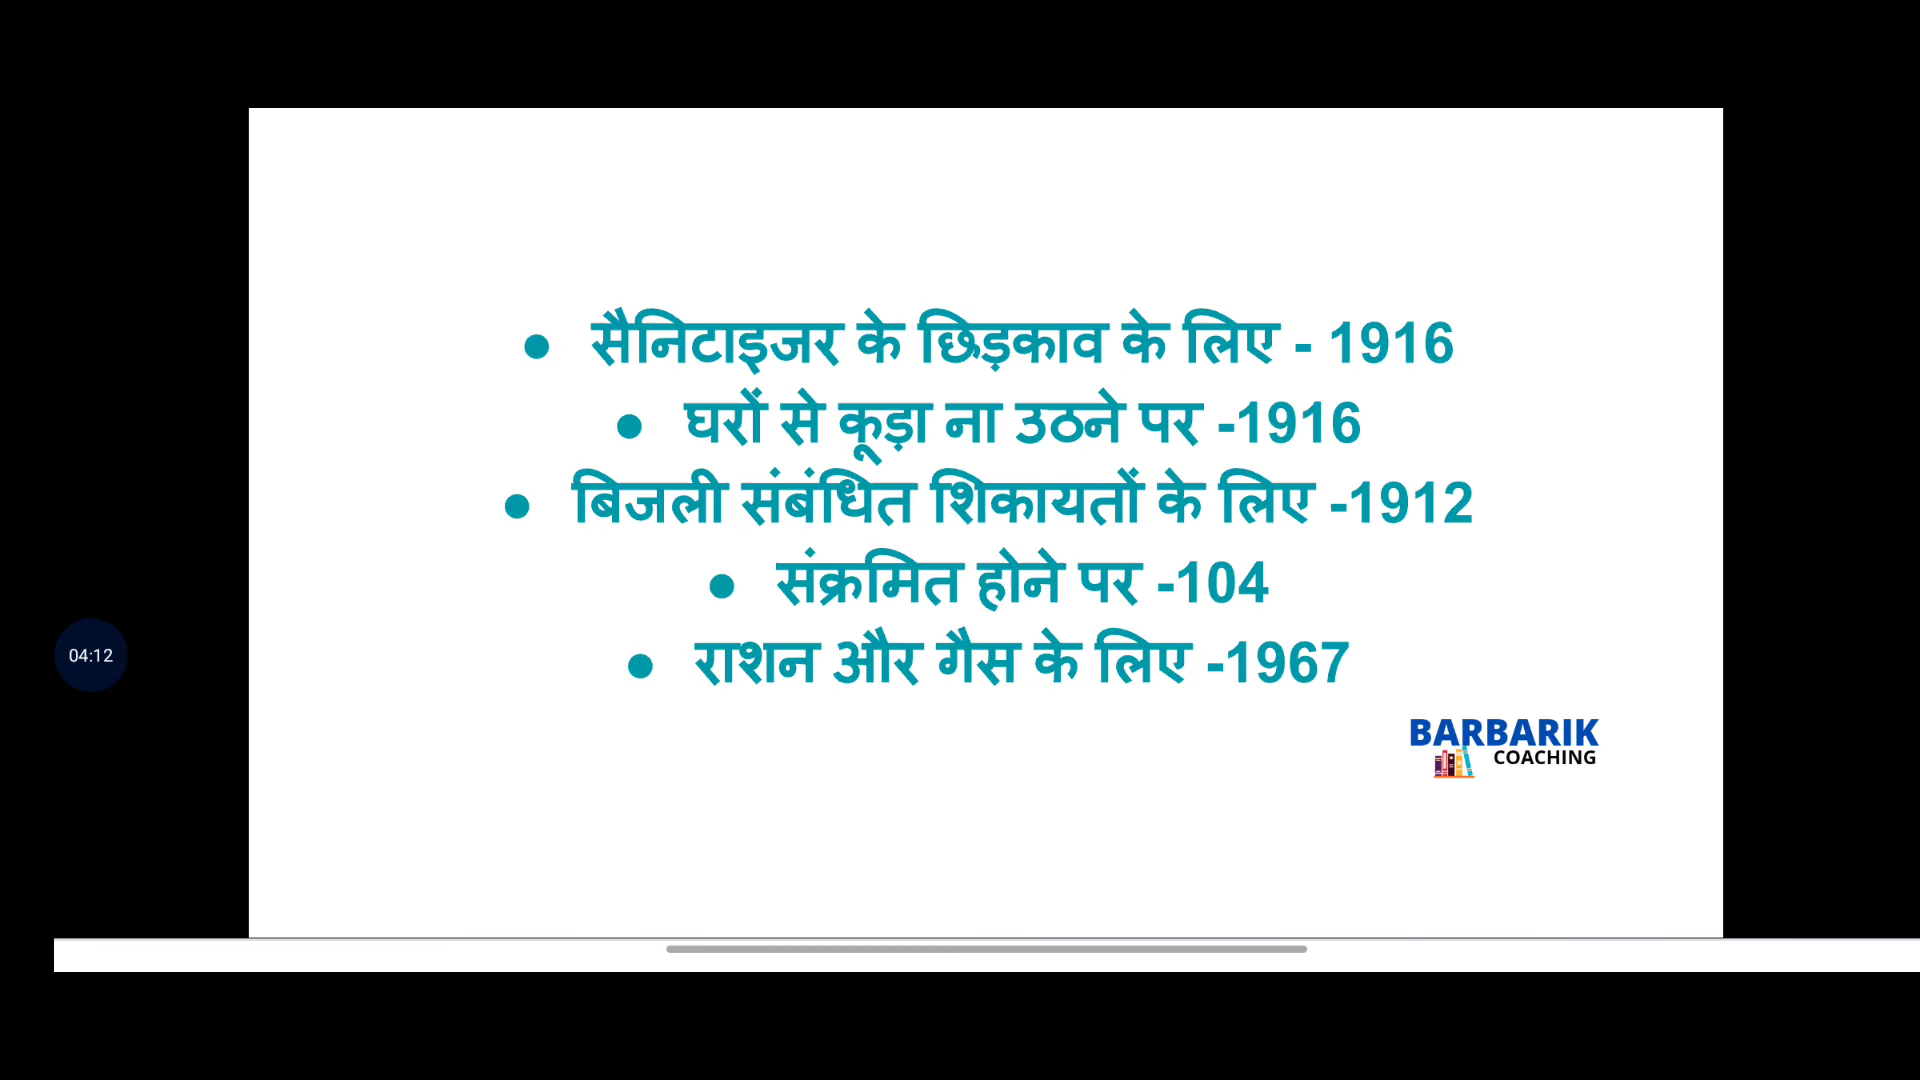 ● सैनिटाइजर के छिड़काव के लिए - 1916
● घरों से कूड़ा ना उठने पर -1916
● बिजली संबंधित शिकायतों के लिए -1912
● संक्रमित होने पर -104
● राशन और गैस के लिए -1967
BARBARIK
COACHING
04:12